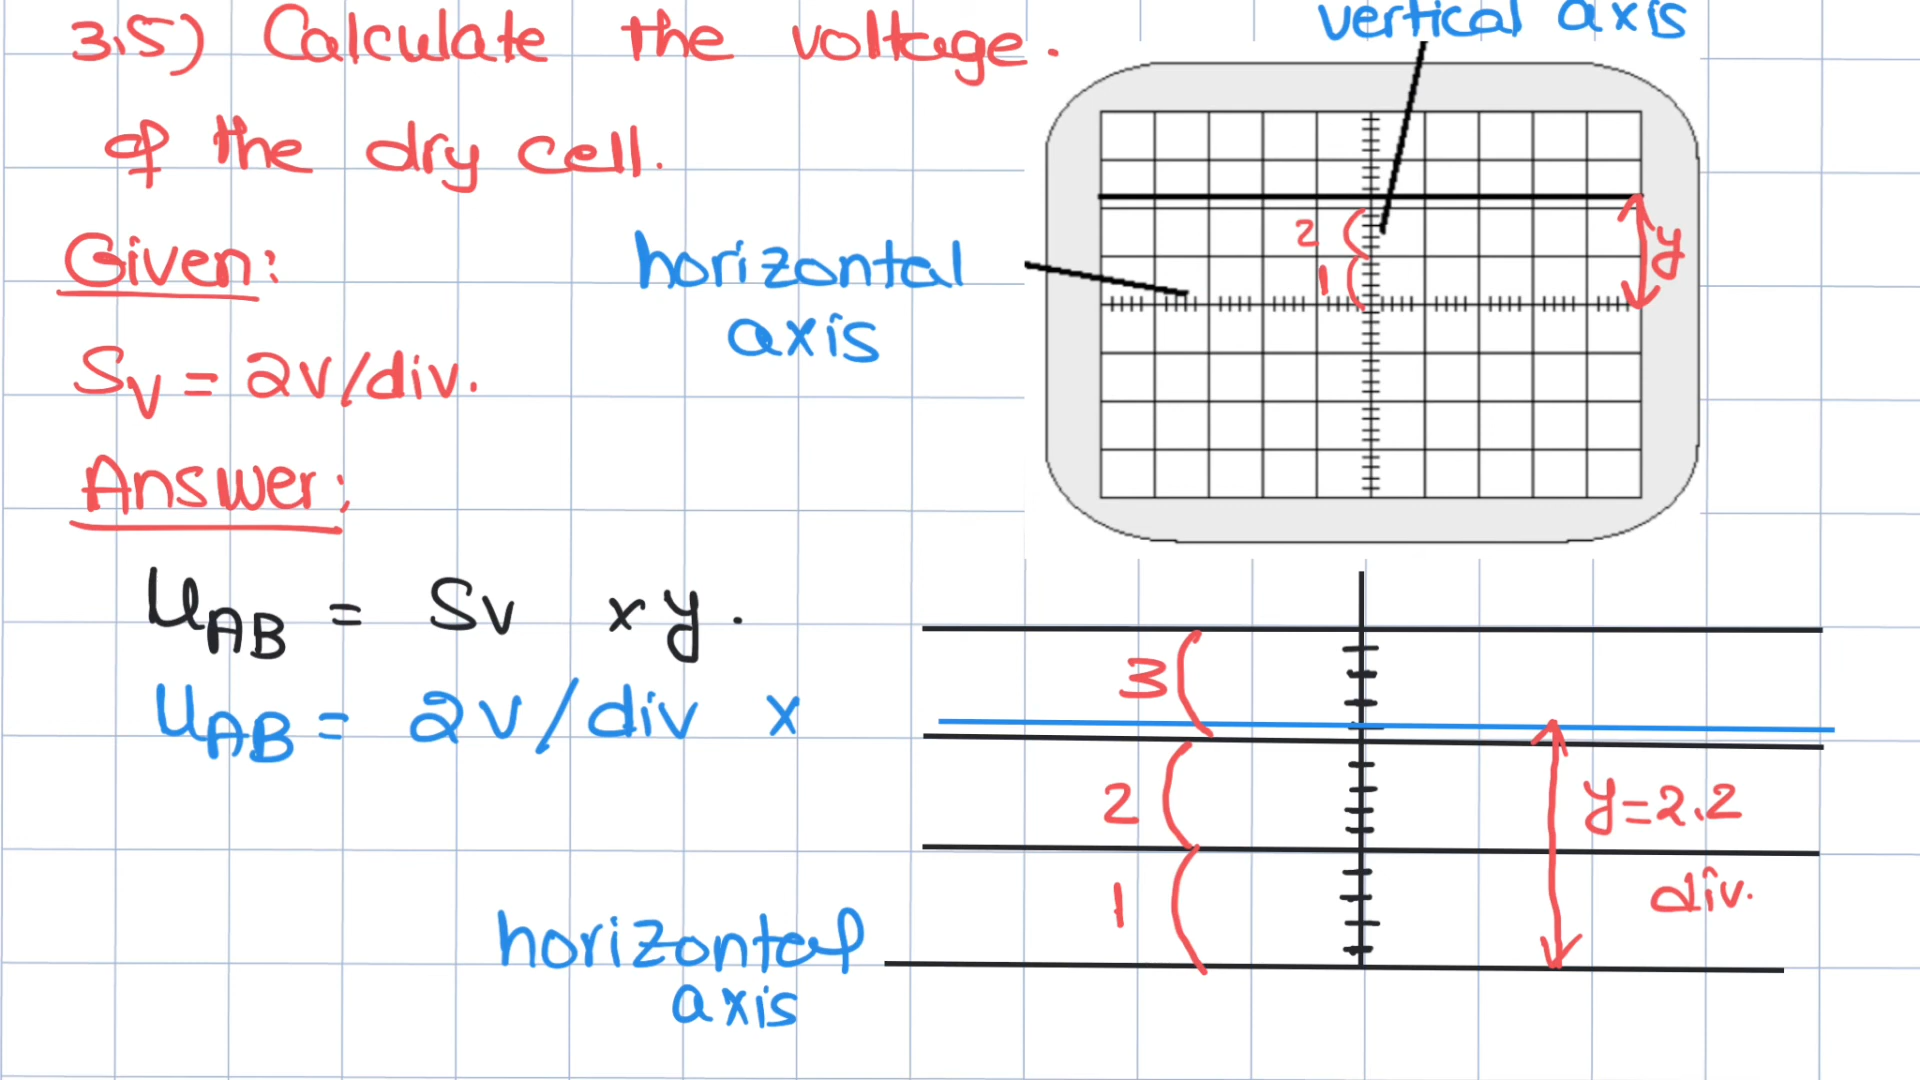 3.5) Calculate the voltage.
of the dry cell.
Given:
Sv = 2V/div.
Answer:
UAB = Sv x y.
UAB = 2V/div x
vertical axis
horizontal
axis
2
1
y
3
2
1
y=2.2
div.
horizontal
axis